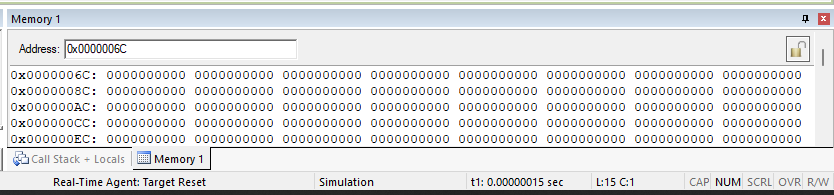 Memory 1
Address: 0x0000006C
0x0000006C: 0000000000 0000000000 0000000000 0000000000 0000000000 0000000000 0000000000 0000000000
0x0000008C: 0000000000 0000000000 0000000000 0000000000 0000000000 0000000000 0000000000 0000000000
0x000000AC: 0000000000 0000000000 0000000000 0000000000 0000000000 0000000000 0000000000 0000000000
0x000000CC: 0000000000 0000000000 0000000000 0000000000 0000000000 0000000000 0000000000 0000000000
0x000000EC: 0000000000 0000000000 0000000000 0000000000 0000000000 0000000000 0000000000 0000000000
Call Stack + Locals Memory 1
Real-Time Agent: Target Reset Simulation t1: 0.00000015 sec L:15 C:1 CAP NUM SCRL OVR R/W